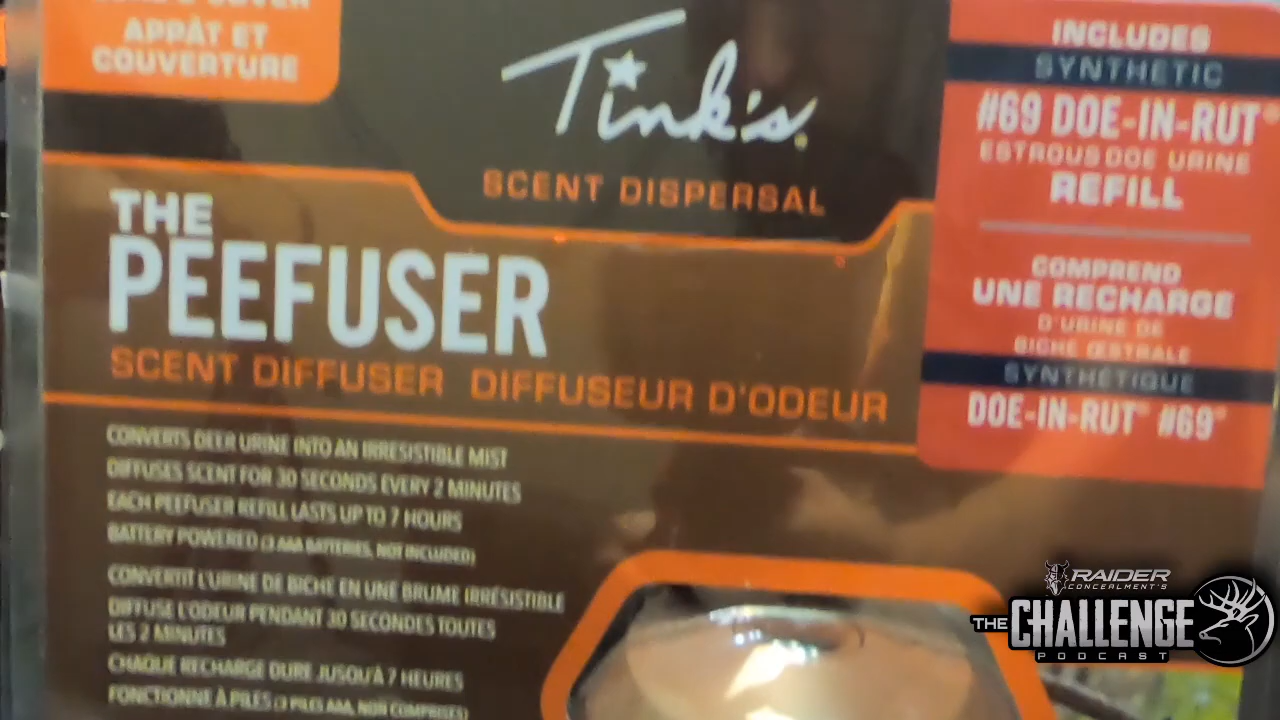 APPÂT ET
COUVERTURE
Tink's
SCENT DISPERSAL
THE
PEEFUSER
SCENT DIFFUSER DIFFUSEUR D'ODEUR
CONVERTS DEER URINE INTO AN IRRESISTIBLE MIST
DIFFUSES SCENT FOR 30 SECONDS EVERY 2 MINUTES
EACH PEEFUSER REFILL LASTS UP TO 7 HOURS
BATTERY POWERED (3 AAA BATTERIES, NOT INCLUDED)
CONVERTIT L'URINE DE BICHE EN UNE BRUME IRRÉSISTIBLE
DIFFUSE L'ODEUR PENDANT 30 SECONDES TOUTES
LES 2 MINUTES
CHAQUE RECHARGE DURE JUSQU'À 7 HEURES
FONCTIONNE À PILES (3 PILES AAA, NON COMPRISES)
INCLUDES
SYNTHETIC
#69 DOE-IN-RUT®
ESTROUS DOE URINE
REFILL
COMPREND
UNE RECHARGE
D'URINE DE
BICHE ŒSTRALE
SYNTHÉTIQUE
DOE-IN-RUT® #69®
RAIDER
CONCEALMENT'S
THE CHALLENGE
PODCAST